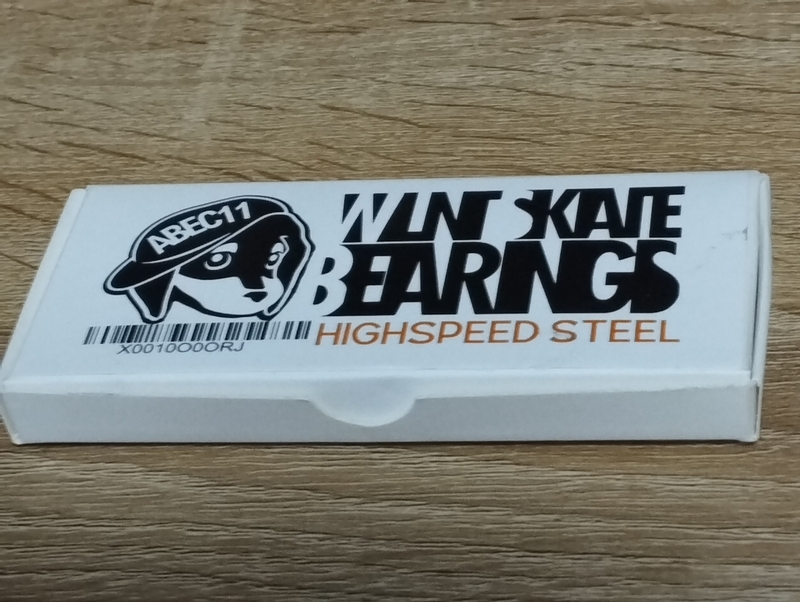 ABEC11
WLNT SKATE
BEARINGS
HIGHSPEED STEEL
X0010O0ORJ